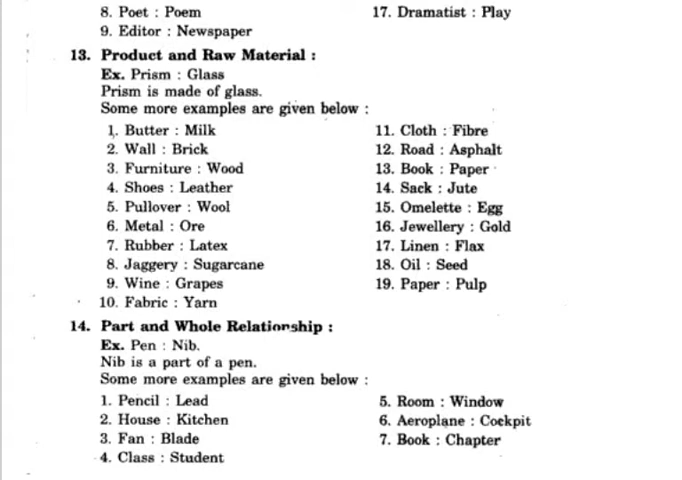 8. Poet : Poem
9. Editor : Newspaper
17. Dramatist : Play
13. Product and Raw Material :
Ex. Prism : Glass
Prism is made of glass.
Some more examples are given below :
1. Butter : Milk
2. Wall : Brick
3. Furniture : Wood
4. Shoes : Leather
5. Pullover : Wool
6. Metal : Ore
7. Rubber : Latex
8. Jaggery : Sugarcane
9. Wine : Grapes
10. Fabric : Yarn
11. Cloth : Fibre
12. Road : Asphalt
13. Book : Paper
14. Sack : Jute
15. Omelette : Egg
16. Jewellery : Gold
17. Linen : Flax
18. Oil : Seed
19. Paper : Pulp
14. Part and Whole Relationship :
Ex. Pen : Nib.
Nib is a part of a pen.
Some more examples are given below :
1. Pencil : Lead
2. House : Kitchen
3. Fan : Blade
4. Class : Student
5. Room : Window
6. Aeroplane : Cockpit
7. Book : Chapter